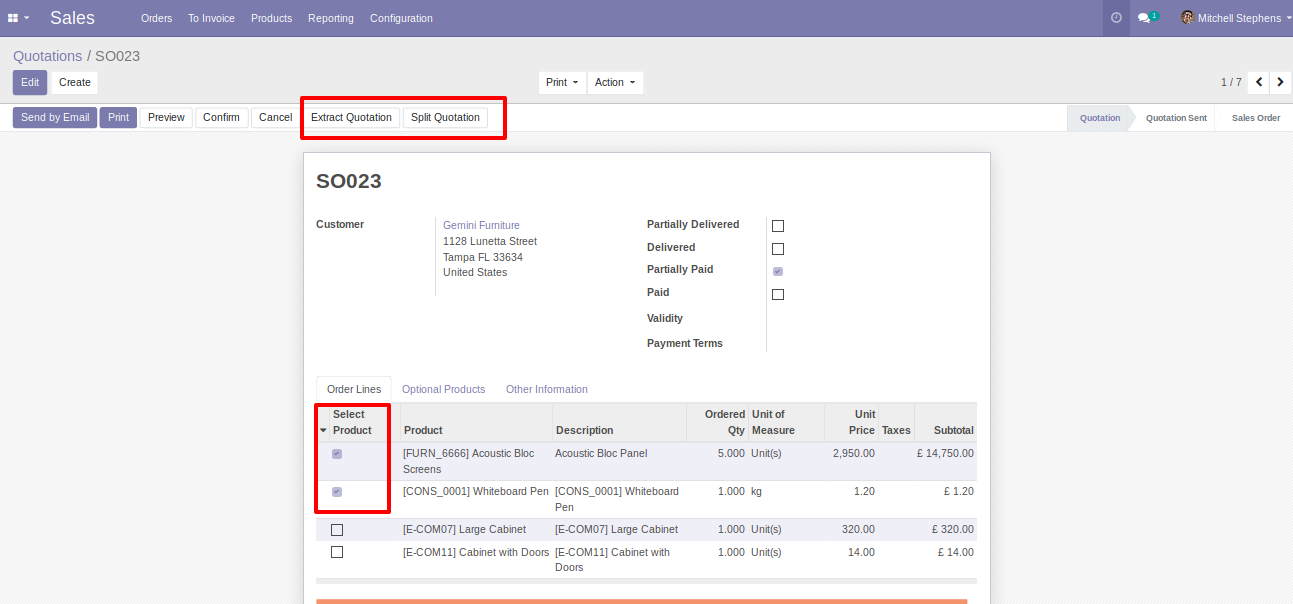 Sales Orders To Invoice Products Reporting Configuration 1 Mitchell Stephens
Quotations / SO023
Edit Create Print Action 1 / 7
Send by Email Print Preview Confirm Cancel Extract Quotation Split Quotation Quotation Quotation Sent Sales Order
SO023
Customer Gemini Furniture Partially Delivered
1128 Lunetta Street
Delivered
Tampa FL 33634
United States Partially Paid
Paid
Validity
Payment Terms
Order Lines Optional Products Other Information
Select Ordered Unit of Unit
Product Product Description Qty Measure Price Taxes Subtotal
[FURN_6666] Acoustic Bloc Acoustic Bloc Panel 5.000 Unit(s) 2,950.00 £ 14,750.00
Screens
[CONS_0001] Whiteboard Pen [CONS_0001] Whiteboard 1.000 kg 1.20 £ 1.20
Pen
[E-COM07] Large Cabinet [E-COM07] Large Cabinet 1.000 Unit(s) 320.00 £ 320.00
[E-COM11] Cabinet with Doors [E-COM11] Cabinet with 1.000 Unit(s) 14.00 £ 14.00
Doors